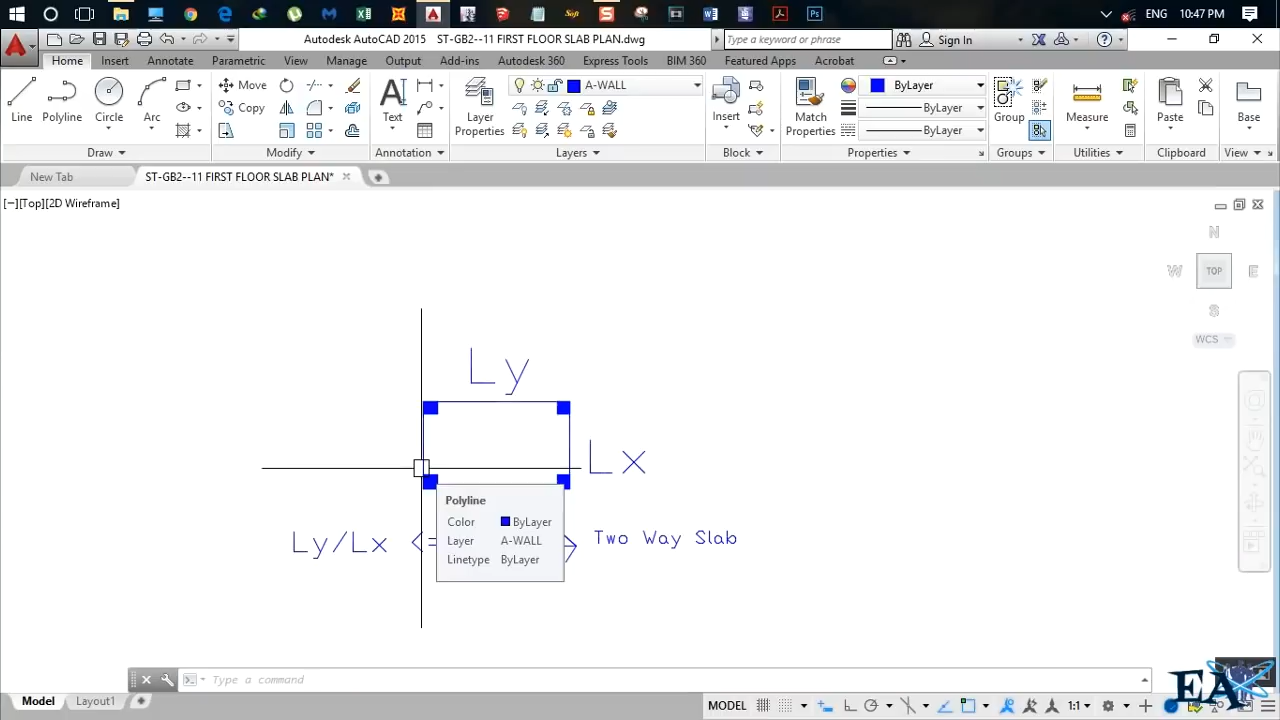 ENG 10:47 PM
Autodesk AutoCAD 2015 ST-GB2--11 FIRST FLOOR SLAB PLAN.dwg
Type a keyword or phrase
Sign In
Home Insert Annotate Parametric View Manage Output Add-ins Autodesk 360 Express Tools BIM 360 Featured Apps Acrobat
Move
Copy
Line Polyline Circle Arc
Text
Layer
Properties
A-WALL
Insert
Match
Properties
ByLayer
ByLayer
ByLayer
Group
Measure
Paste
Base
Draw Modify Annotation Layers Block Properties Groups Utilities Clipboard View
New Tab ST-GB2--11 FIRST FLOOR SLAB PLAN*
[−][Top][2D Wireframe]
N
W TOP E
S
WCS
Ly
Lx
Polyline
Color ByLayer
Layer A-WALL
Linetype ByLayer
Ly/Lx <=
Two Way Slab
Type a command
Model Layout1
MODEL 1:1
EA